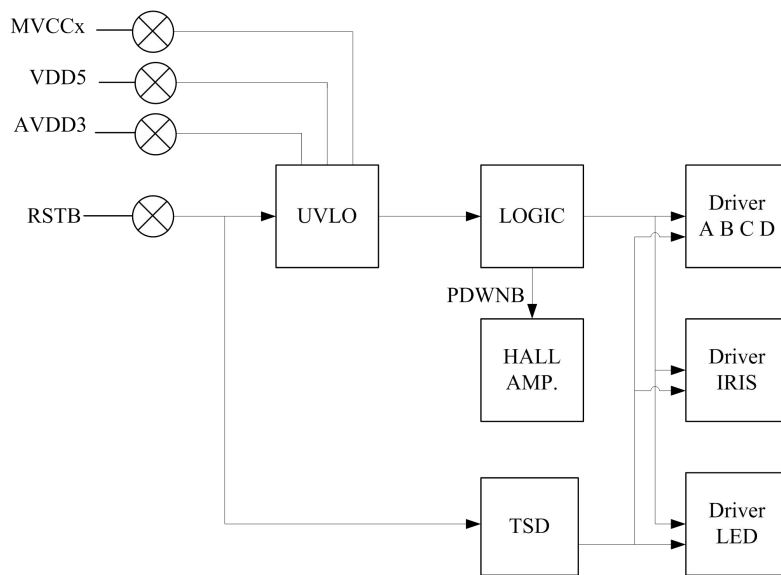 MVCCx
VDD5
AVDD3
RSTB
UVLO
LOGIC
Driver
A B C D
PDWNB
HALL
AMP.
Driver
IRIS
TSD
Driver
LED